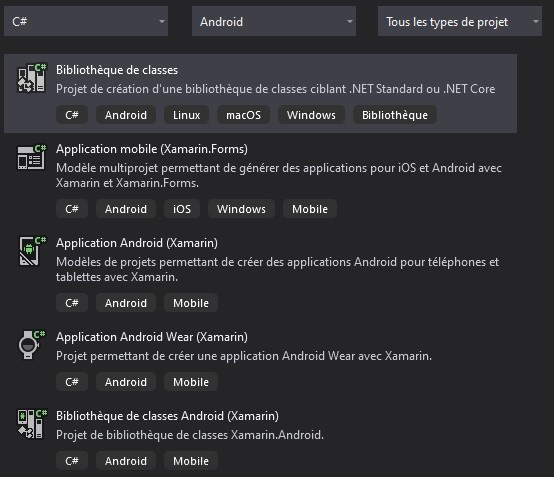 C# Android Tous les types de projet
Bibliothèque de classes
Projet de création d'une bibliothèque de classes ciblant .NET Standard ou .NET Core
C# Android Linux macOS Windows Bibliothèque
Application mobile (Xamarin.Forms)
Modèle multiprojet permettant de générer des applications pour iOS et Android avec
Xamarin et Xamarin.Forms.
C# Android iOS Windows Mobile
Application Android (Xamarin)
Modèles de projets permettant de créer des applications Android pour téléphones et
tablettes avec Xamarin.
C# Android Mobile
Application Android Wear (Xamarin)
Projet permettant de créer une application Android Wear avec Xamarin.
C# Android Mobile
Bibliothèque de classes Android (Xamarin)
Projet de bibliothèque de classes Xamarin.Android.
C# Android Mobile